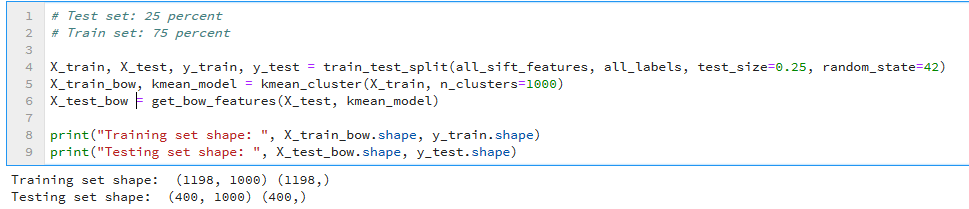 1 # Test set: 25 percent
2 # Train set: 75 percent
3
4 X_train, X_test, y_train, y_test = train_test_split(all_sift_features, all_labels, test_size=0.25, random_state=42)
5 X_train_bow, kmean_model = kmean_cluster(X_train, n_clusters=1000)
6 X_test_bow = get_bow_features(X_test, kmean_model)
7
8 print("Training set shape: ", X_train_bow.shape, y_train.shape)
9 print("Testing set shape: ", X_test_bow.shape, y_test.shape)
Training set shape:  (1198, 1000) (1198,)
Testing set shape:  (400, 1000) (400,)